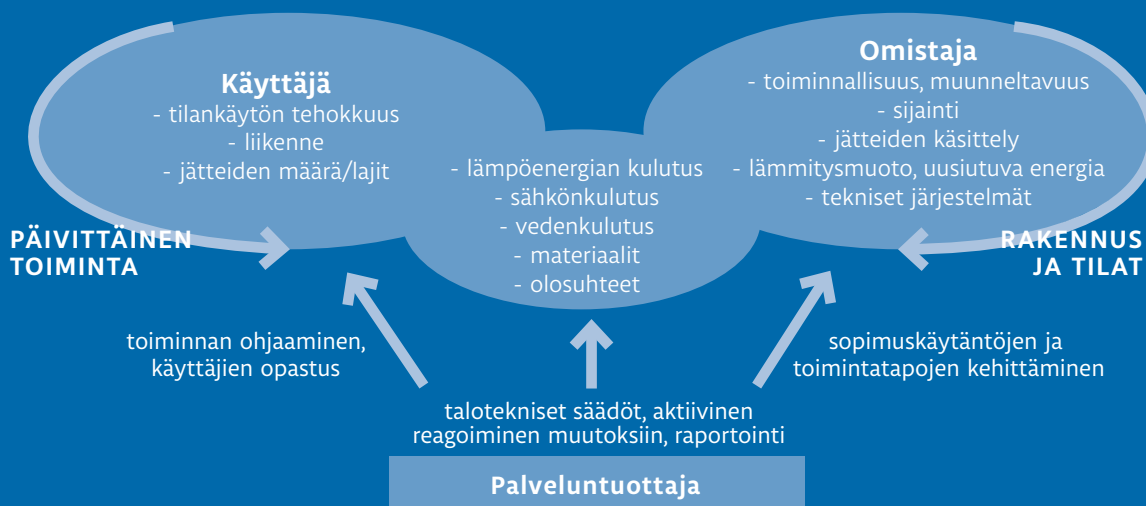 Käyttäjä
- tilankäytön tehokkuus
- liikenne
- jätteiden määrä/lajit
Omistaja
- toiminnallisuus, muunneltavuus
- sijainti
- jätteiden käsittely
- lämmitysmuoto, uusiutuva energia
- tekniset järjestelmät
- lämpöenergian kulutus
- sähkönkulutus
- vedenkulutus
- materiaalit
- olosuhteet
PÄIVITTÄINEN
TOIMINTA
RAKENNUS
JA TILAT
toiminnan ohjaaminen,
käyttäjien opastus
sopimuskäytäntöjen ja
toimintatapojen kehittäminen
talotekniset säädöt, aktiivinen
reagoiminen muutoksiin, raportointi
Palveluntuottaja